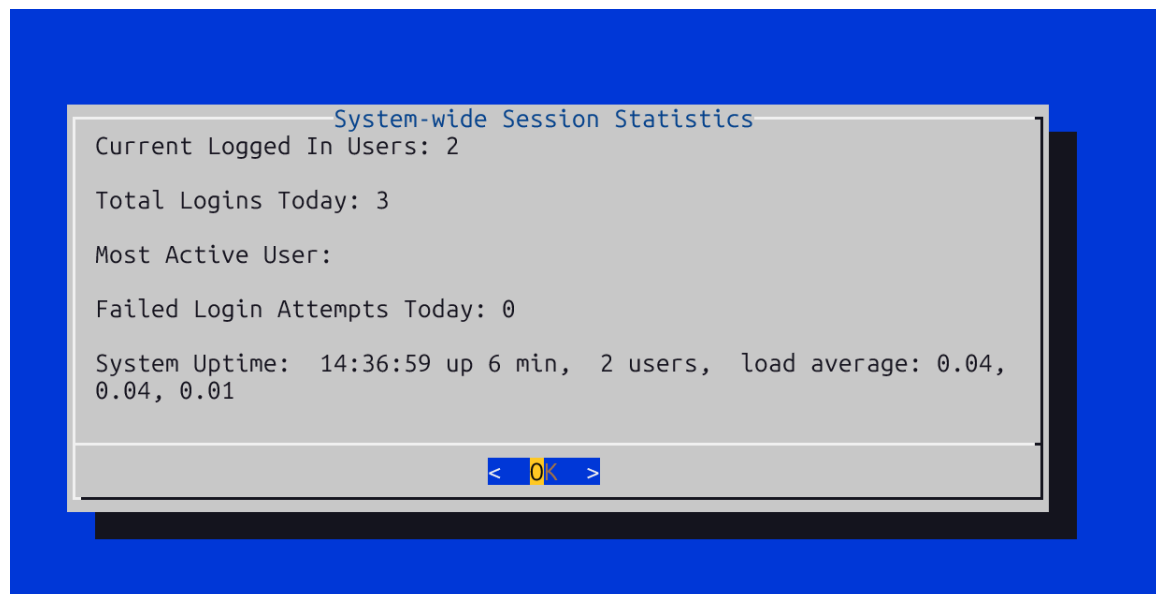 System-wide Session Statistics
Current Logged In Users: 2
Total Logins Today: 3
Most Active User:
Failed Login Attempts Today: 0
System Uptime:  14:36:59 up 6 min,  2 users,  load average: 0.04,
0.04, 0.01
<  OK  >